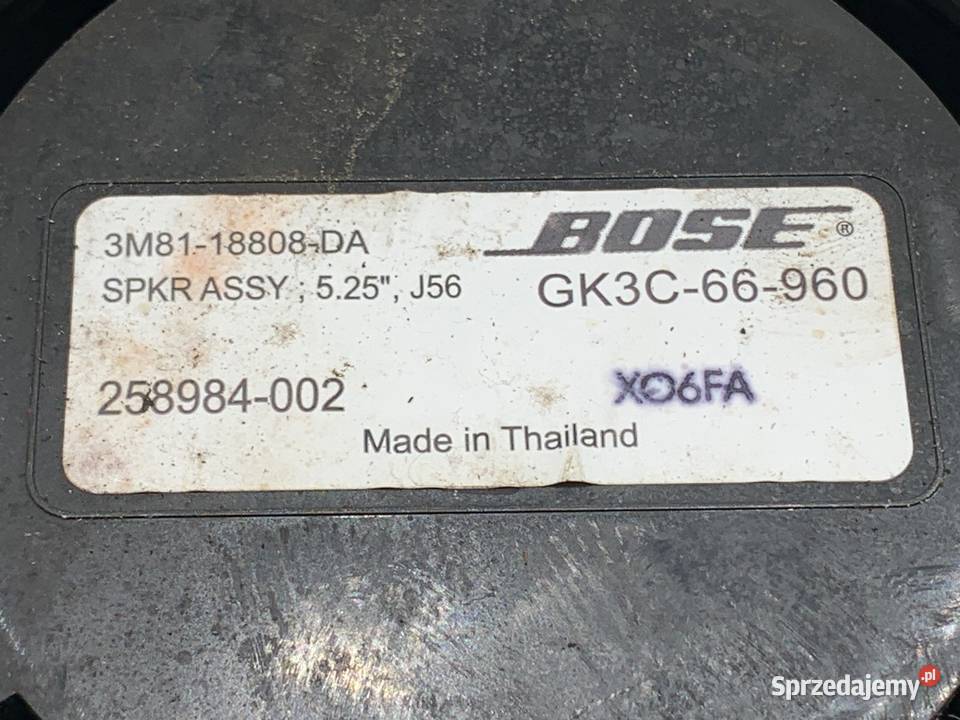 3M81-18808-DA
BOSE®
SPKR ASSY ; 5.25", J56
GK3C-66-960
258984-002
XO6FA
Made in Thailand
Sprzedajemy.pl